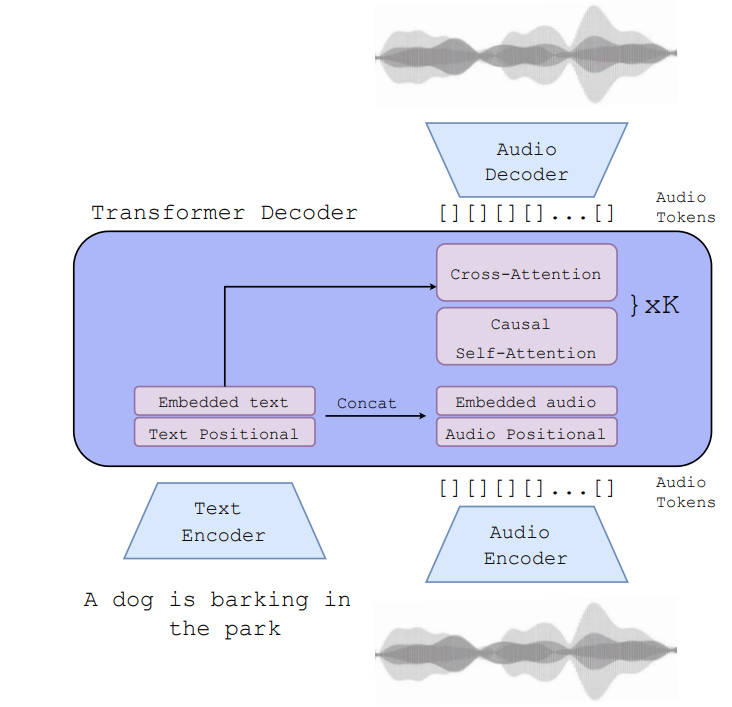 Audio
Decoder
Transformer Decoder
[][][][]...[]
Audio
Tokens
Cross-Attention
}xK
Causal
Self-Attention
Embedded text
Concat
Embedded audio
Text Positional
Audio Positional
[][][][]...[]
Audio
Tokens
Text
Encoder
Audio
Encoder
A dog is barking in
the park